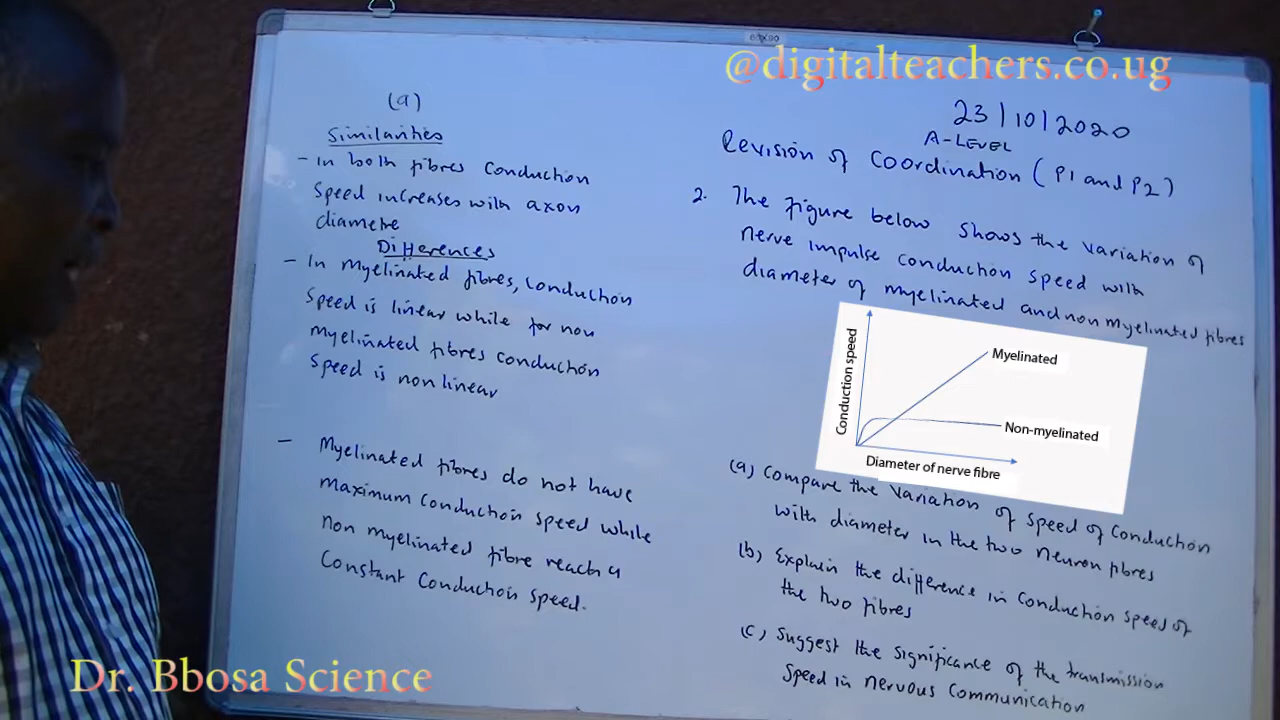 @digitalteachers.co.ug
(a)
Similarities
- In both fibres Conduction
Speed increases with axon
diametre
Differences
- In Myelinated fibres, Conduction
Speed is linear while for non
Myelinated fibres conduction
Speed is non linear
- Myelinated fibres do not have
maximum Conduction Speed while
non myelinated fibre reach a
Constant Conduction Speed.
23/10/2020
A-LEVEL
Revision of Coordination (P1 and P2)
2. The figure below shows the variation of
nerve impulse conduction speed with
diameter of myelinated and non myelinated fibres
Conduction speed
Myelinated
Non-myelinated
Diameter of nerve fibre
(a) Compare the variation of speed of conduction
with diameter in the two neuron fibres
(b) Explain the difference in conduction speed of
the two fibres
(c) Suggest the significance of the transmission
Speed in nervous communication
Dr. Bbosa Science